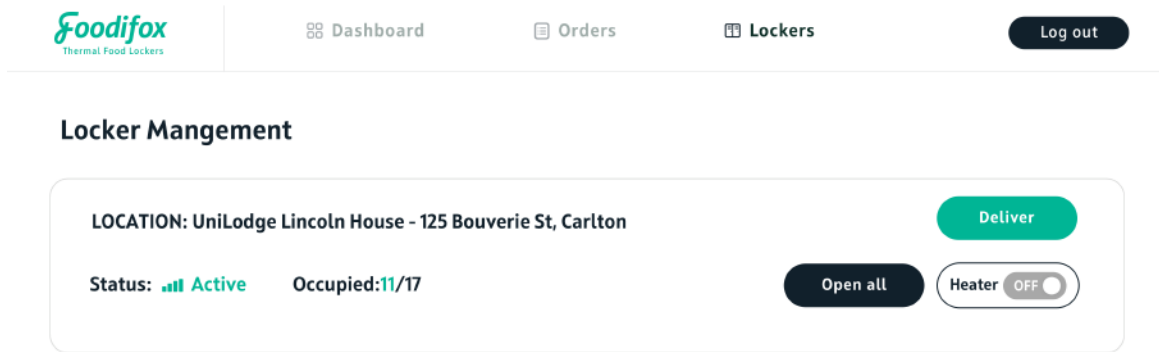 Foodifox
Thermal Food Lockers
Dashboard
Orders
Lockers
Log out
Locker Mangement
LOCATION: UniLodge Lincoln House - 125 Bouverie St, Carlton
Deliver
Status: Active
Occupied:11/17
Open all
Heater OFF